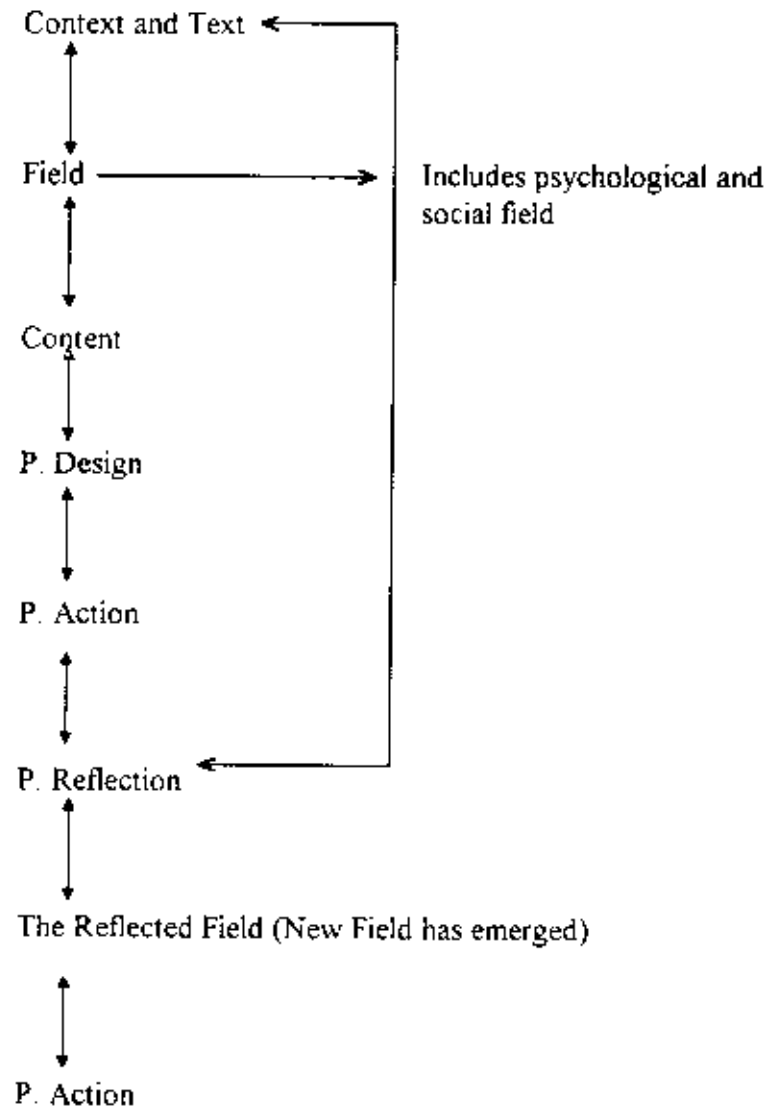 Context and Text
Field
Includes psychological and
social field
Content
P. Design
P. Action
P. Reflection
The Reflected Field (New Field has emerged)
P. Action